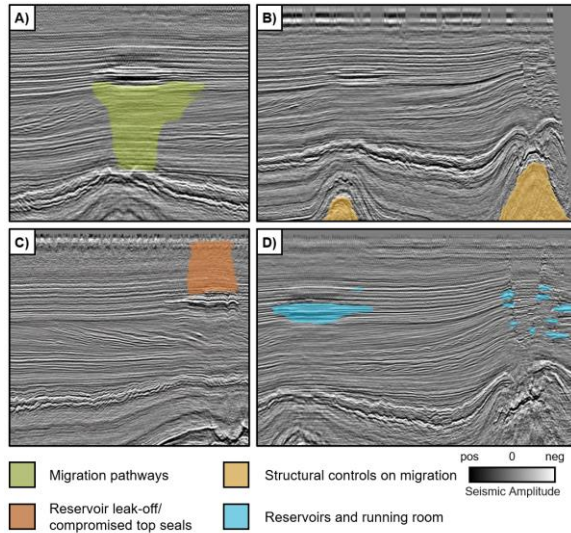 A)
B)
C)
D)
Migration pathways
Structural controls on migration
pos 0 neg
Seismic Amplitude
Reservoir leak-off/
compromised top seals
Reservoirs and running room